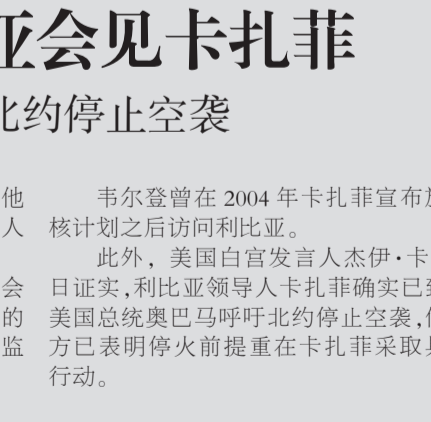 亚会见卡扎菲
北约停止空袭
他
人
会
的
监
韦尔登曾在 2004 年卡扎菲宣布放
核计划之后访问利比亚。
此外，美国白宫发言人杰伊·卡
日证实,利比亚领导人卡扎菲确实已致
美国总统奥巴马呼吁北约停止空袭,但
方已表明停火前提重在卡扎菲采取具
行动。